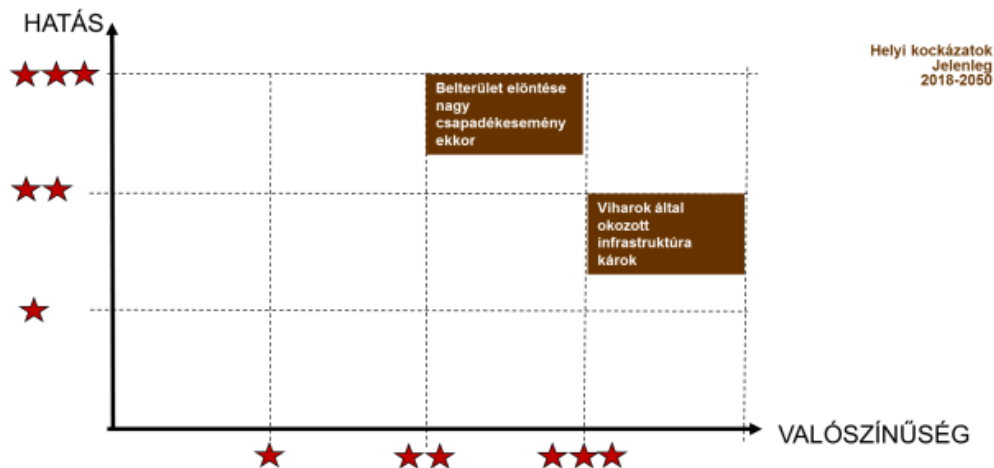 HATÁS
Helyi kockázatok
Jelenleg
2018-2050
Belterület elöntése
nagy
csapadékesemény
ekkor
Viharok által
okozott
infrastruktúra
károk
VALÓSZÍNŰSÉG